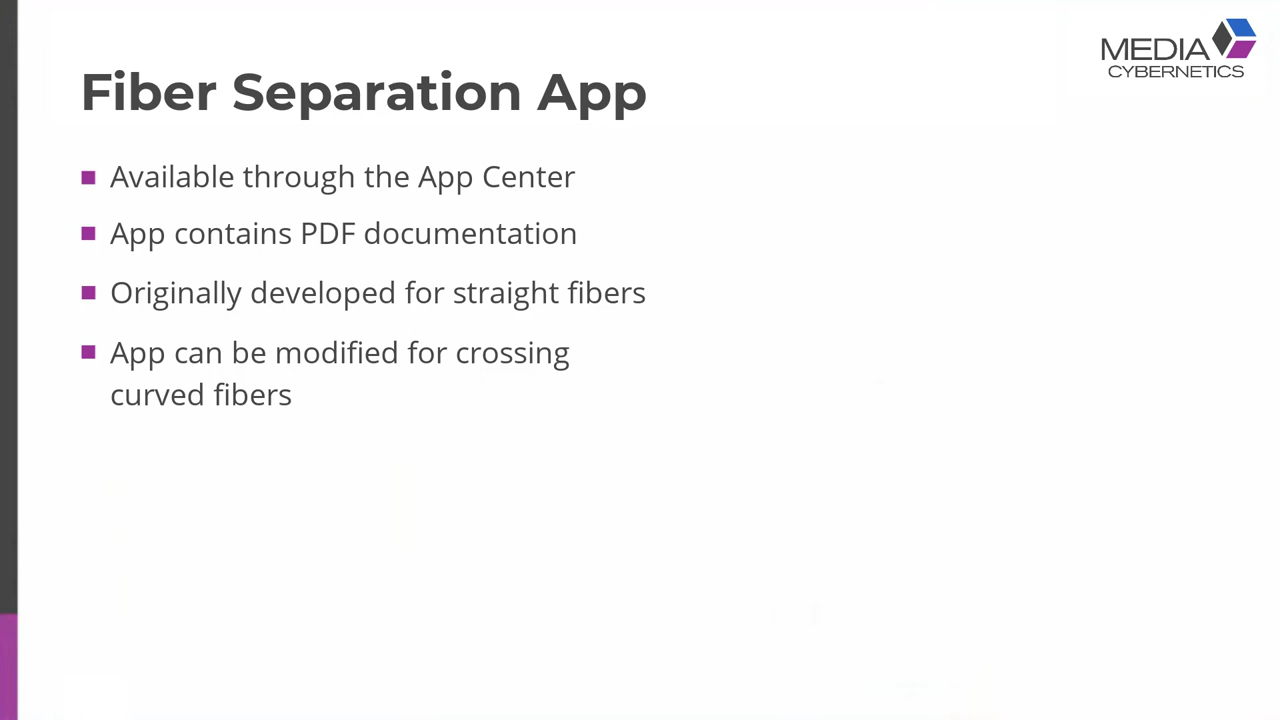 MEDIA
CYBERNETICS
Fiber Separation App
Available through the App Center
App contains PDF documentation
Originally developed for straight fibers
App can be modified for crossing
curved fibers